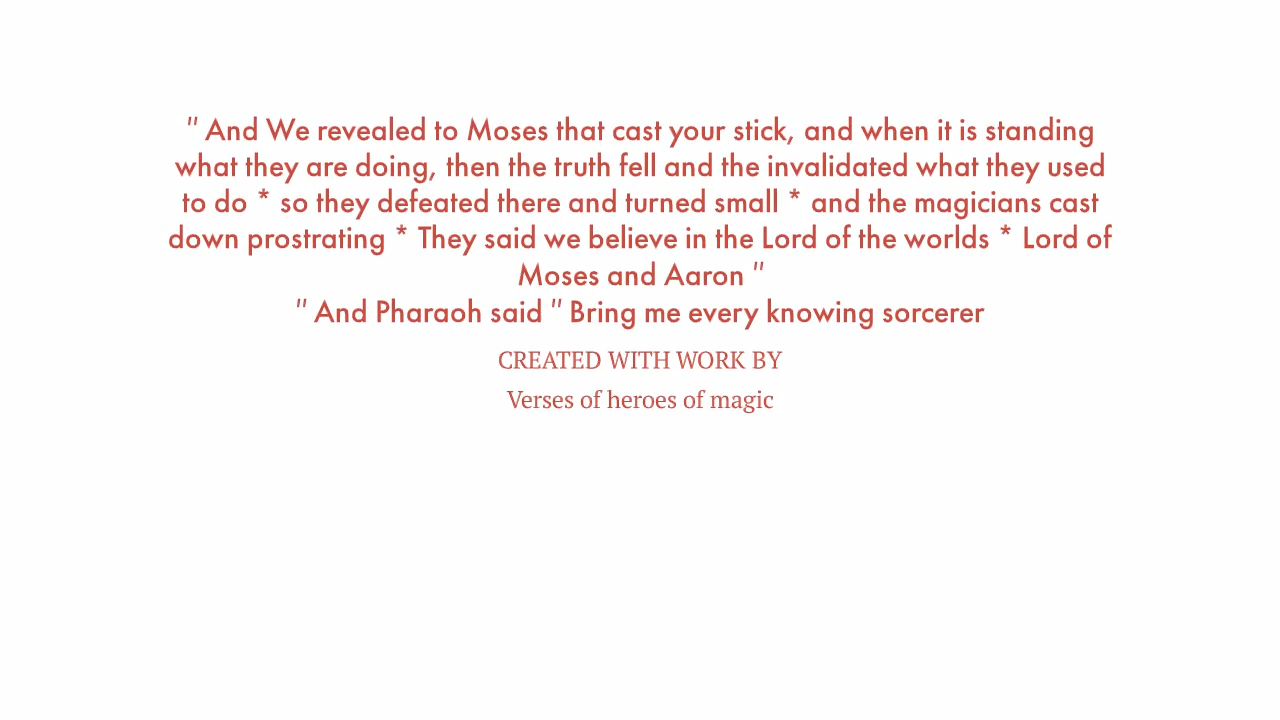 " And We revealed to Moses that cast your stick, and when it is standing
what they are doing, then the truth fell and the invalidated what they used
to do * so they defeated there and turned small * and the magicians cast
down prostrating * They said we believe in the Lord of the worlds * Lord of
Moses and Aaron "
" And Pharaoh said " Bring me every knowing sorcerer
CREATED WITH WORK BY
Verses of heroes of magic